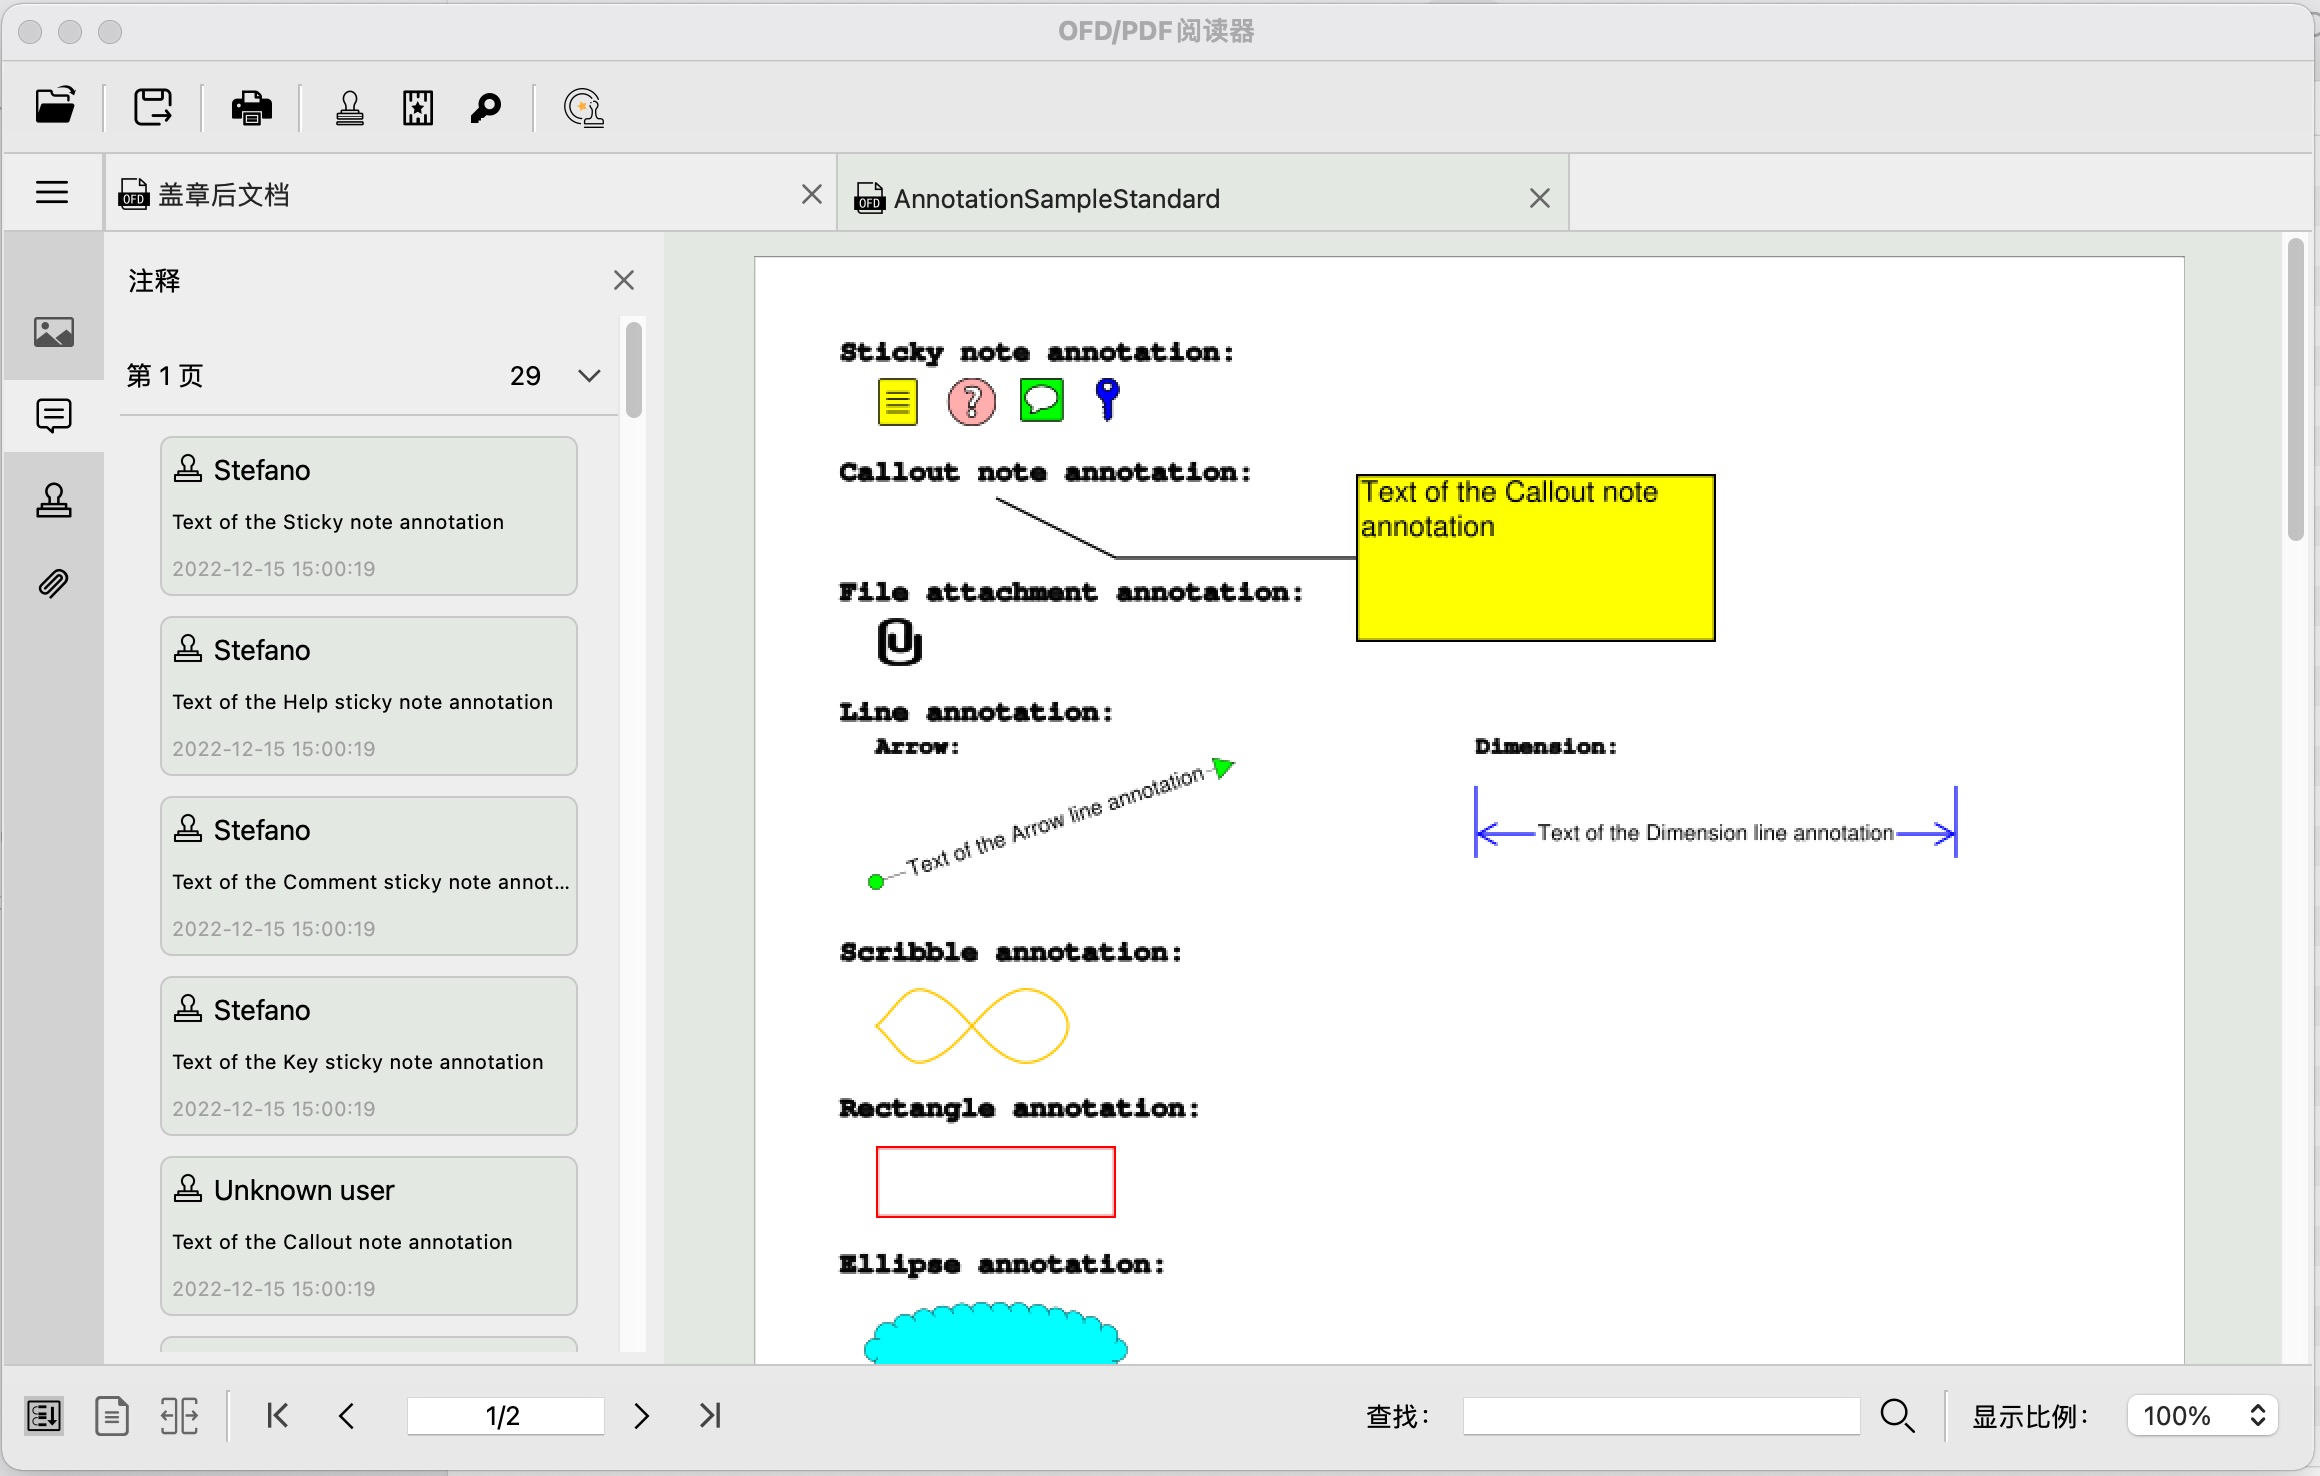 OFD/PDF阅读器
盖章后文档
AnnotationSampleStandard
注释
第 1 页 29
Stefano
Text of the Sticky note annotation
2022-12-15 15:00:19
Stefano
Text of the Help sticky note annotation
2022-12-15 15:00:19
Stefano
Text of the Comment sticky note annot...
2022-12-15 15:00:19
Stefano
Text of the Key sticky note annotation
2022-12-15 15:00:19
Unknown user
Text of the Callout note annotation
2022-12-15 15:00:19
Sticky note annotation:
Callout note annotation:
Text of the Callout note
annotation
File attachment annotation:
Line annotation:
Arrow:
Text of the Arrow line annotation
Dimension:
Text of the Dimension line annotation
Scribble annotation:
Rectangle annotation:
Ellipse annotation:
1/2
查找：
显示比例：
100%